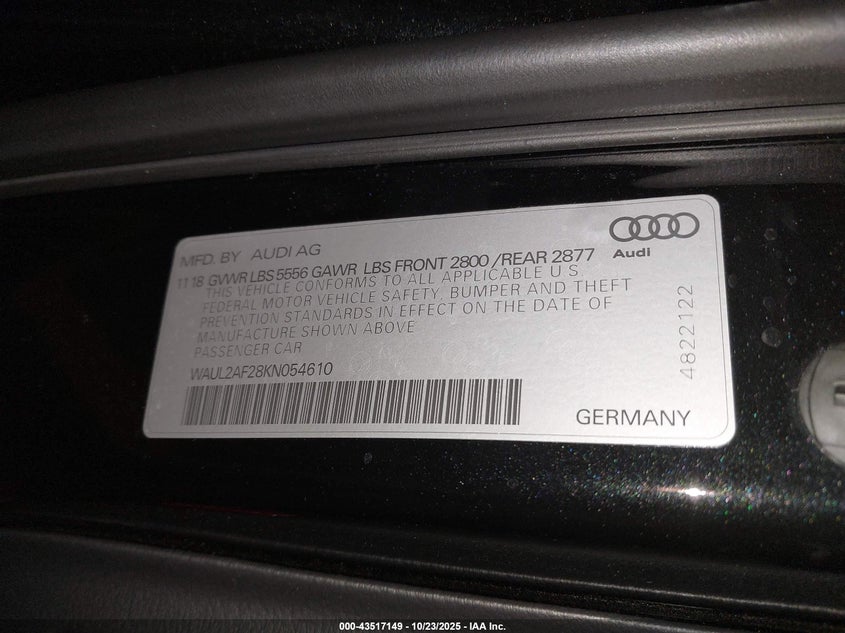 MFD. BY AUDI AG
Audi
11 18 GVWR LBS 5556 GAWR LBS FRONT 2800 /REAR 2877
THIS VEHICLE CONFORMS TO ALL APPLICABLE U S
FEDERAL MOTOR VEHICLE SAFETY, BUMPER AND THEFT
PREVENTION STANDARDS IN EFFECT ON THE DATE OF
MANUFACTURE SHOWN ABOVE
PASSENGER CAR
WAUL2AF28KN054610
4822122
GERMANY
000-43517149 - 10/23/2025 - IAA Inc.